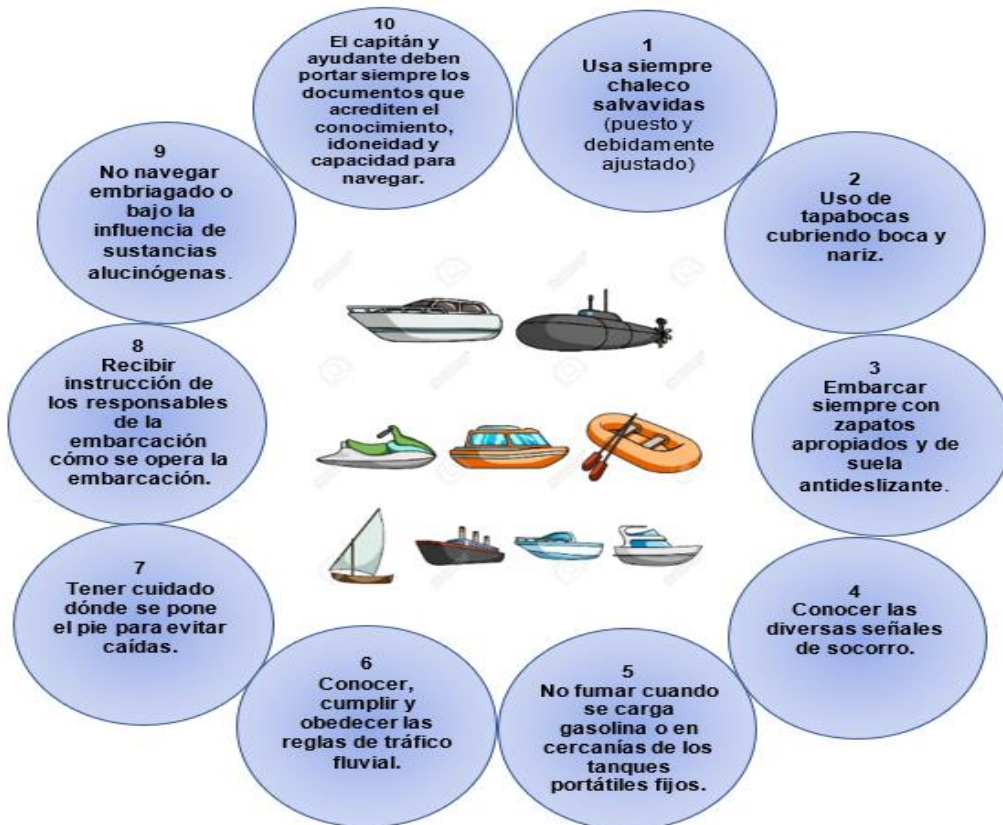 1
Usa siempre
chaleco
salvavidas
(puesto y
debidamente
ajustado)
2
Uso de
tapabocas
cubriendo boca y
nariz.
3
Embarcar
siempre con
zapatos
apropiados y de
suela
antideslizante.
4
Conocer las
diversas señales
de socorro.
5
No fumar cuando
se carga
gasolina o en
cercanías de los
tanques
portátiles fijos.
6
Conocer,
cumplir y
obedecer las
reglas de tráfico
fluvial.
7
Tener cuidado
dónde se pone
el pie para evitar
caídas.
8
Recibir
instrucción de
los responsables
de la
embarcación
cómo se opera la
embarcación.
9
No navegar
embriagado o
bajo la
influencia de
sustancias
alucinógenas.
10
El capitán y
ayudante deben
portar siempre los
documentos que
acrediten el
conocimiento,
idoneidad y
capacidad para
navegar.